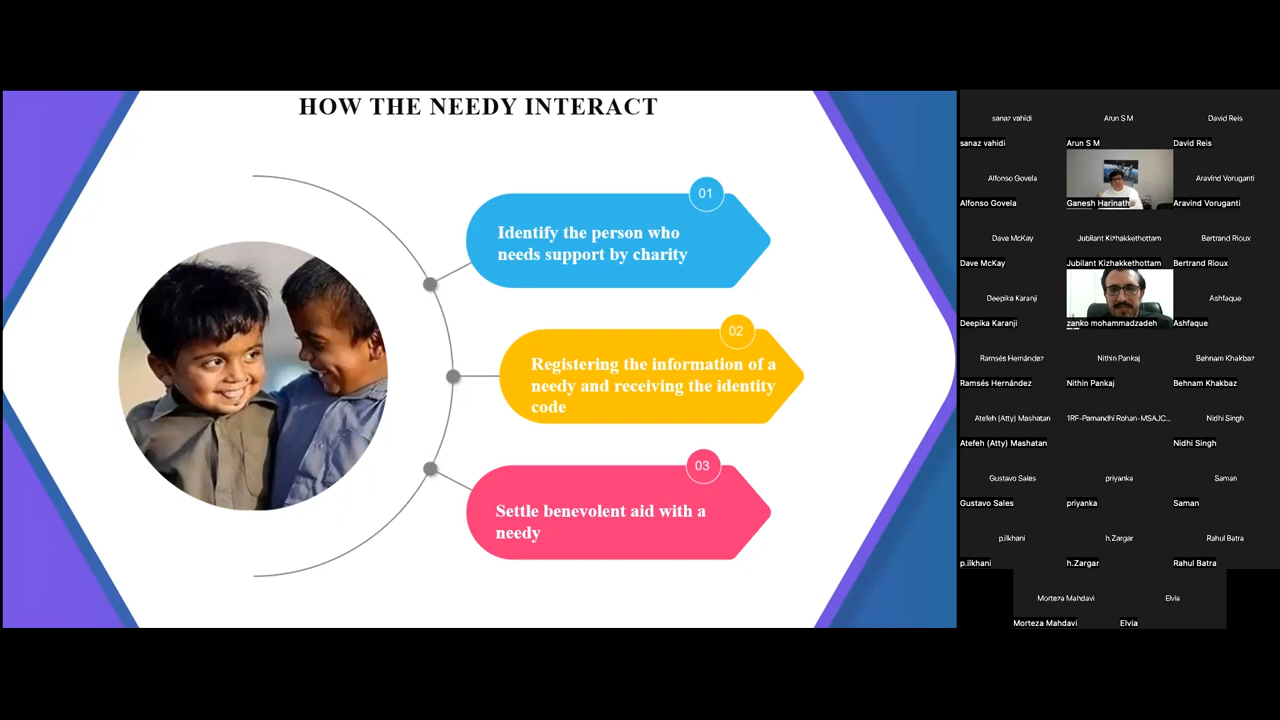 HOW THE NEEDY INTERACT
01
Identify the person who
needs support by charity
02
Registering the information of a
needy and receiving the identity
code
03
Settle benevolent aid with a
needy
sanaz vahidi
Arun S M
David Reis
sanaz vahidi
Arun S M
David Reis
Alfonso Govela
Aravind Voruganti
Alfonso Govela
Ganesh Harinath
Aravind Voruganti
Dave McKay
Jubilant Kizhakkethottam
Bertrand Rioux
Dave McKay
Jubilant Kizhakkethottam
Bertrand Rioux
Deepika Karanji
Ashfaque
Deepika Karanji
zanko mohammadzadeh
Ashfaque
Ramsés Hernández
Nithin Pankaj
Behnam Khakbaz
Ramsés Hernández
Nithin Pankaj
Behnam Khakbaz
Atefeh (Atty) Mashatan
1RF-Pamandhi Rohan-MSAJC...
Nidhi Singh
Atefeh (Atty) Mashatan
Nidhi Singh
Gustavo Sales
priyanka
Saman
Gustavo Sales
priyanka
Saman
p.ilkhani
h.Zargar
Rahul Batra
p.ilkhani
h.Zargar
Rahul Batra
Morteza Mahdavi
Elvia
Morteza Mahdavi
Elvia